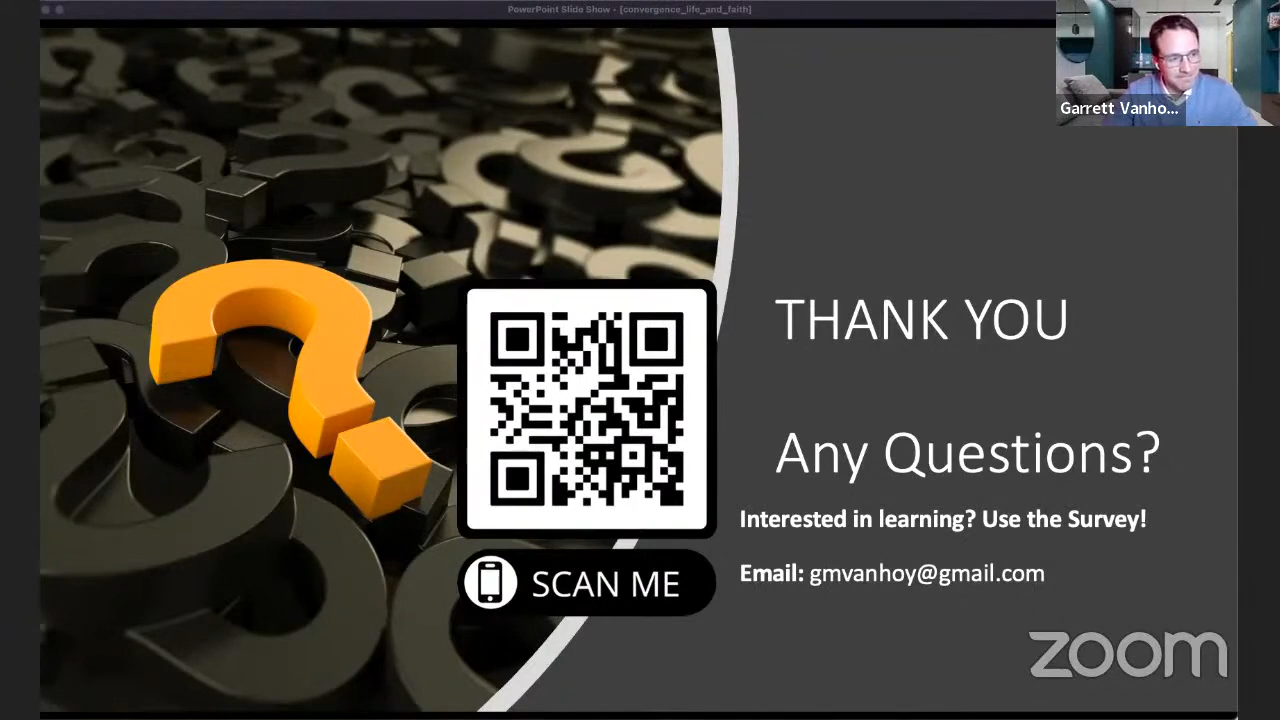 PowerPoint Slide Show - [convergence_life_and_faith]
Garrett Vanho...
THANK YOU
Any Questions?
Interested in learning? Use the Survey!
Email: gmvanhoy@gmail.com
SCAN ME
zoom